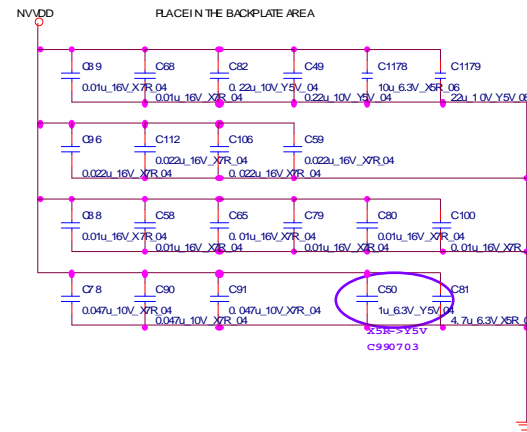 NVVDD
PLACE IN THE BACKPLATE AREA
C89 C68 C82 C49 C1178 C1179
0.01u_16V_X7R_04 0.22u_10V_Y5V_04 10u_6.3V_X5R_06
0.01u_16V_X7R_04 0.22u_10V_Y5V_04 22u_10V_Y5V_08
C96 C112 C106 C59
0.022u_16V_X7R_04 0.022u_16V_X7R_04
0.022u_16V_X7R_04 0.022u_16V_X7R_04
C88 C58 C65 C79 C80 C100
0.01u_16V_X7R_04 0.01u_16V_X7R_04 0.01u_16V_X7R_04
0.01u_16V_X7R_04 0.01u_16V_X7R_04 0.01u_16V_X7R_
C78 C90 C91 C50 C81
0.047u_10V_X7R_04 0.047u_10V_X7R_04 1u_6.3V_Y5V_04
0.047u_10V_X7R_04 4.7u_6.3V_X5R_0
X5R->Y5V
C990703